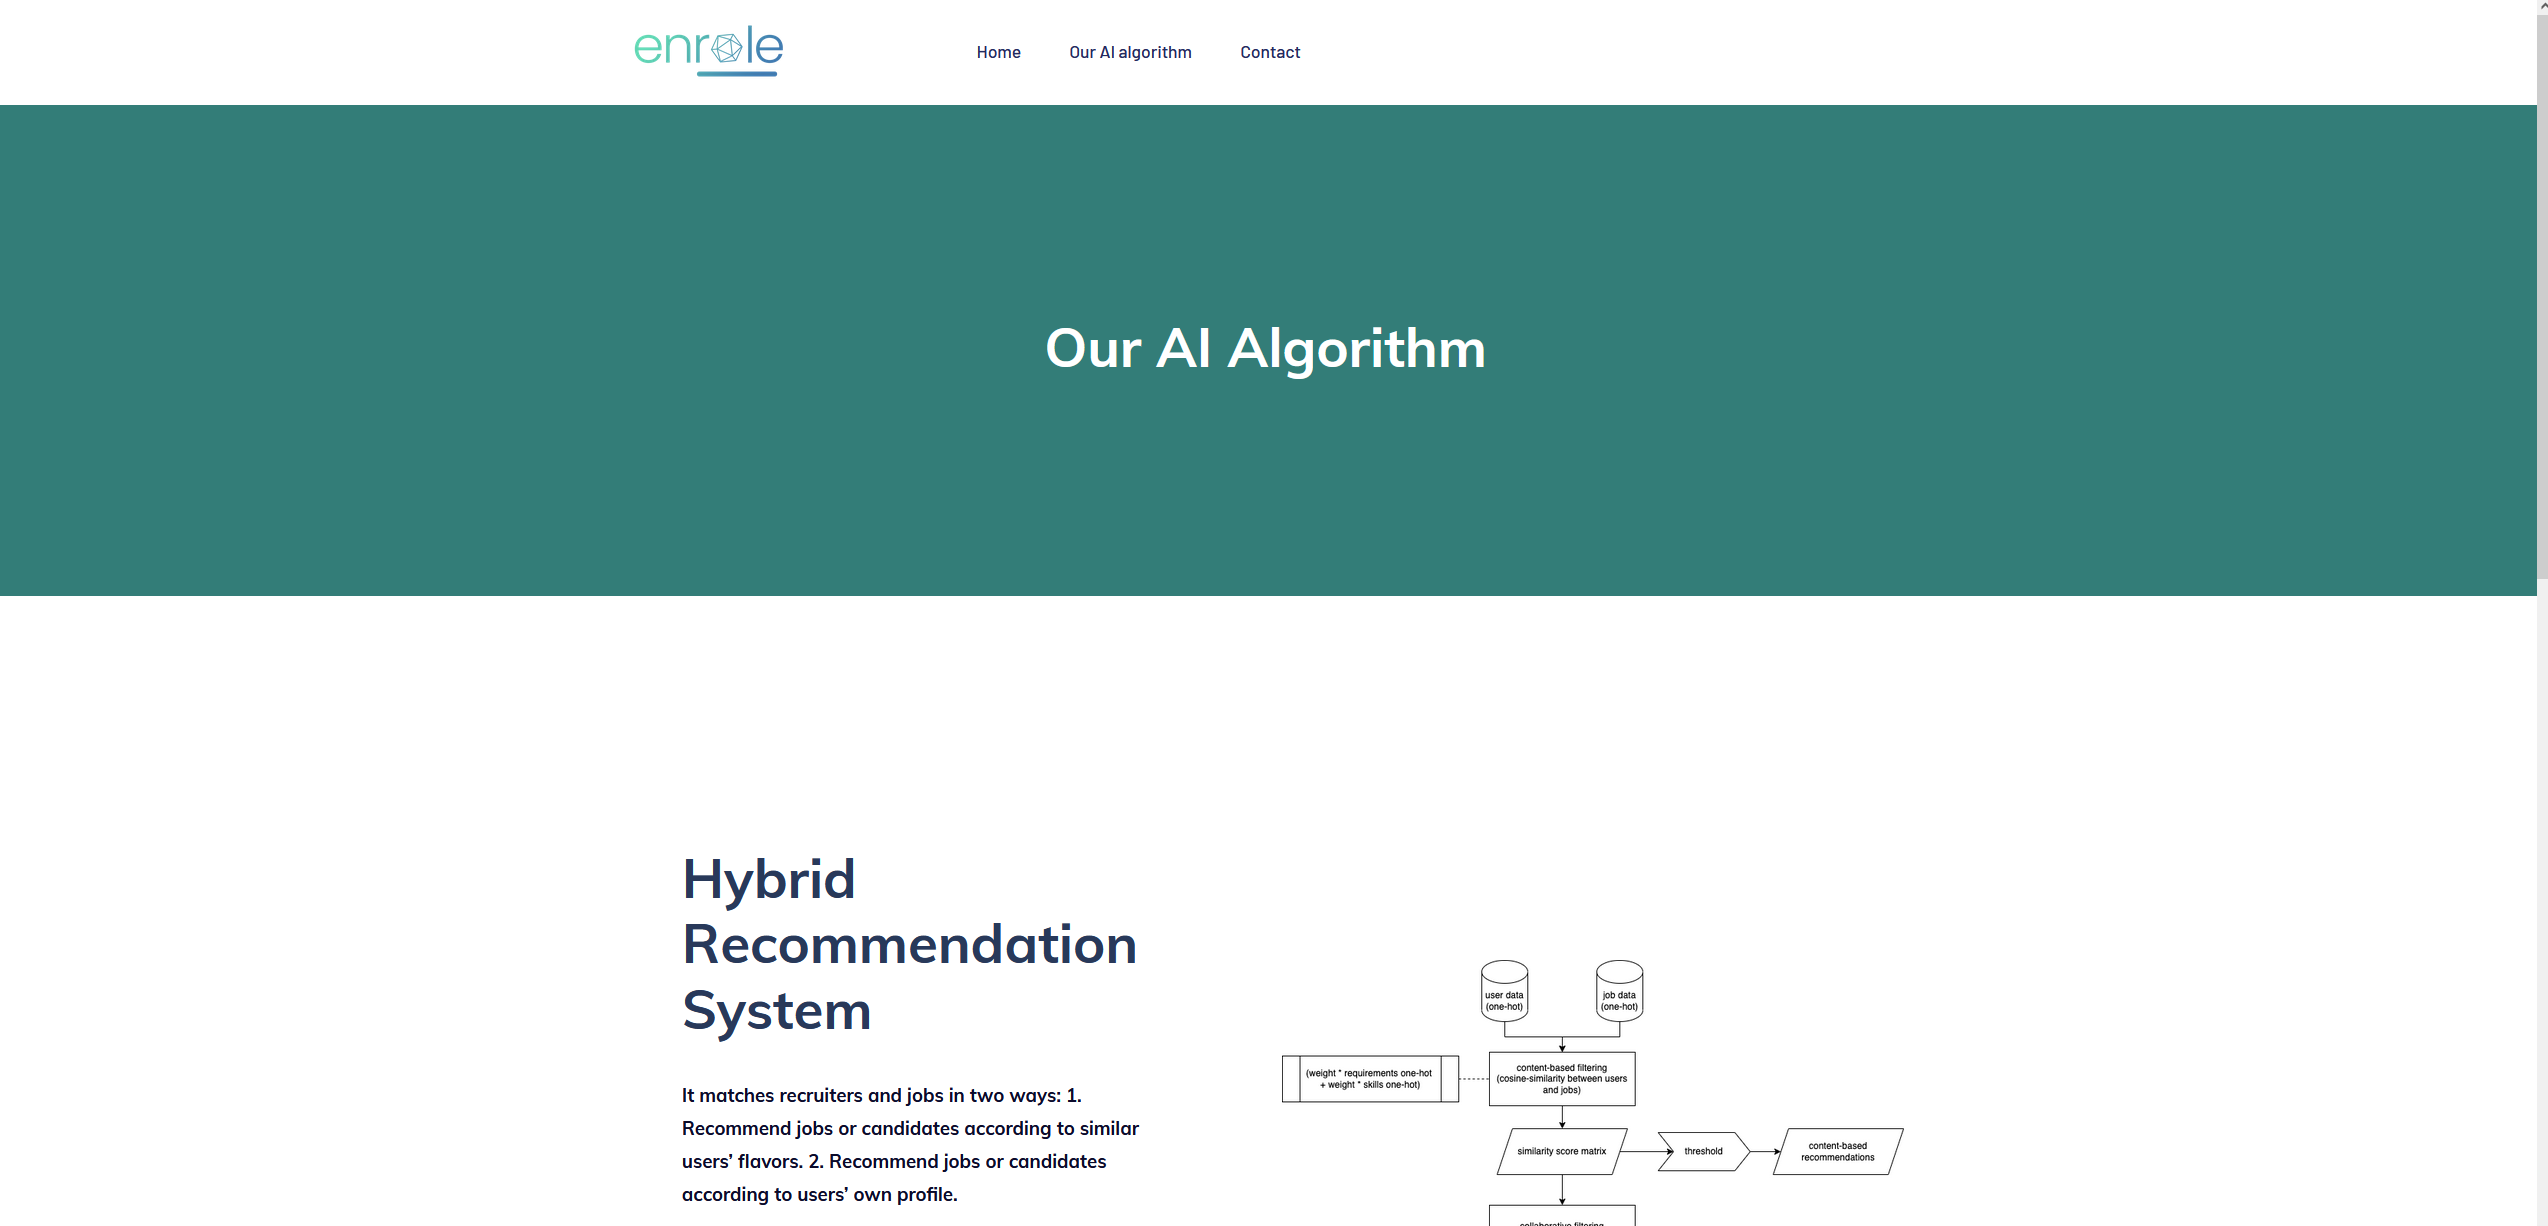 enrole
Home
Our AI algorithm
Contact
Our AI Algorithm
Hybrid
Recommendation
System
It matches recruiters and jobs in two ways: 1.
Recommend jobs or candidates according to similar
users’ flavors. 2. Recommend jobs or candidates
according to users’ own profile.
user data
(one-hot)
job data
(one-hot)
(weight * requirements one-hot
+ weight * skills one-hot)
content-based filtering
(cosine-similarity between users
and jobs)
similarity score matrix
threshold
content-based
recommendations
collaborative filtering